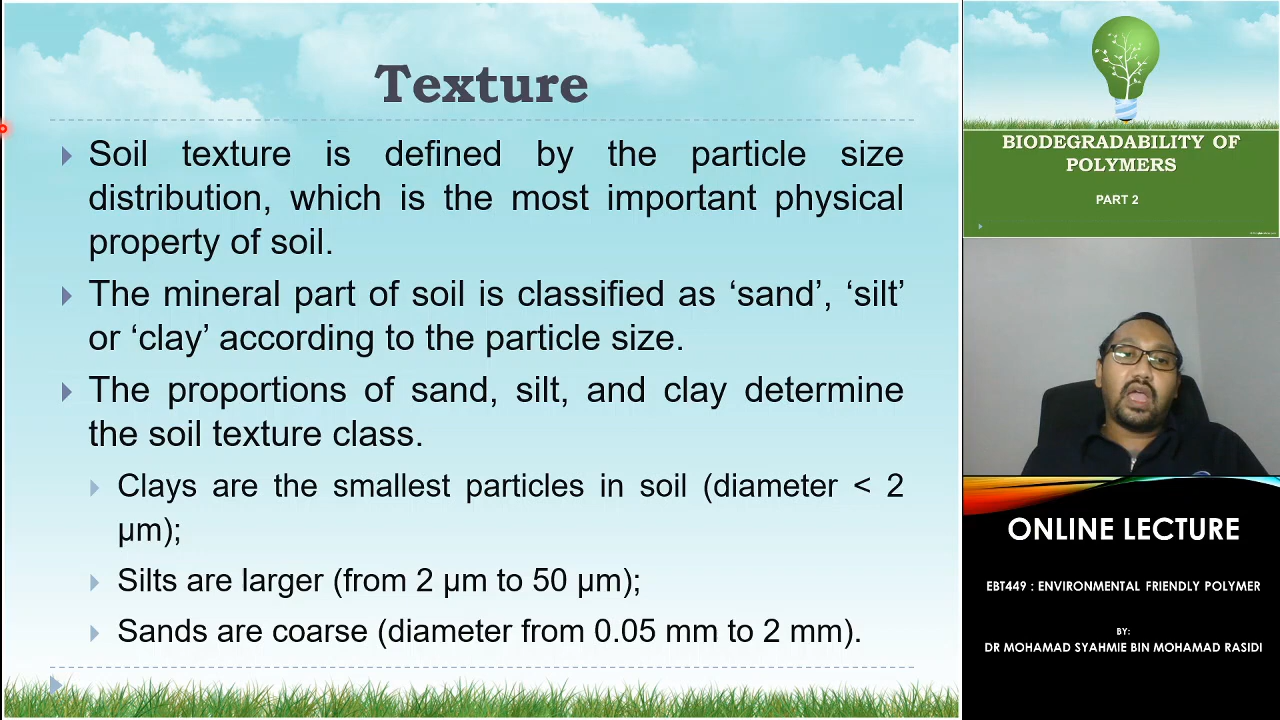 Texture
Soil texture is defined by the particle size
distribution, which is the most important physical
property of soil.
The mineral part of soil is classified as ‘sand’, ‘silt’
or ‘clay’ according to the particle size.
The proportions of sand, silt, and clay determine
the soil texture class.
Clays are the smallest particles in soil (diameter < 2
µm);
Silts are larger (from 2 µm to 50 µm);
Sands are coarse (diameter from 0.05 mm to 2 mm).
BIODEGRADABILITY OF
POLYMERS
PART 2
ONLINE LECTURE
EBT449 : ENVIRONMENTAL FRIENDLY POLYMER
BY:
DR MOHAMAD SYAHMIE BIN MOHAMAD RASIDI